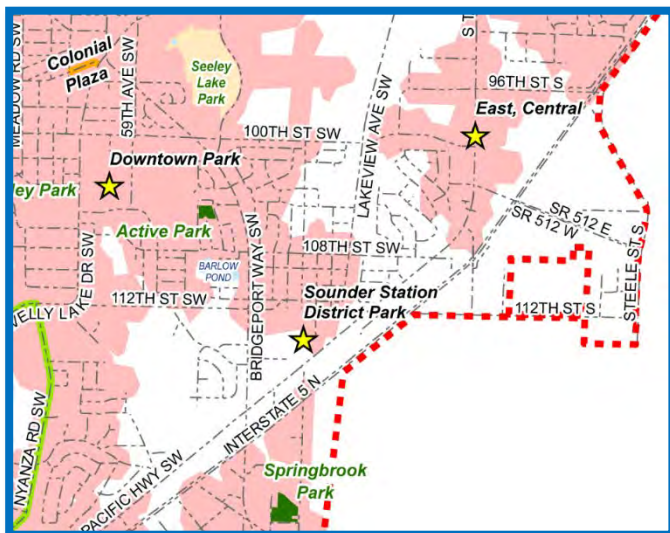 MEADOW RD SW
Colonial
Plaza
59TH AVE SW
Seeley
Lake
Park
ST
96TH ST S
East, Central
100TH ST SW
LAKEVIEW AVE SW
Downtown Park
ley Park
Active Park
SR 512 E
SR 512 W
108TH ST SW
BARLOW
POND
BRIDGEPORT WAY SW
STEELE ST S
112TH ST SW
Sounder Station
District Park
112TH ST S
VELLY LAKE DR SW
NYANZA RD SW
INTERSTATE 5 N
PACIFIC HWY SW
Springbrook
Park